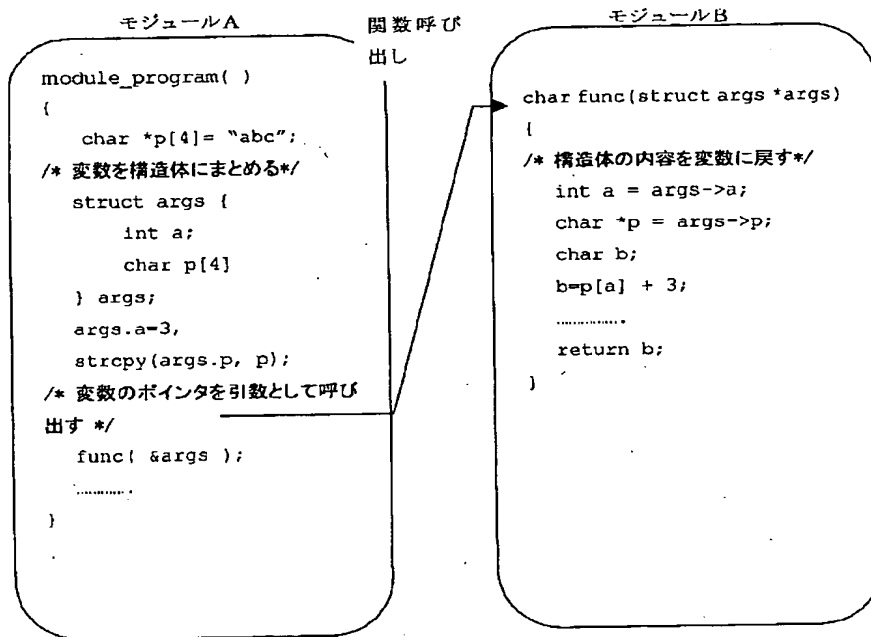 モジュールA
module_program( )
{
char *p[4]= “abc”;
/* 変数を構造体にまとめる*/
struct args {
int a;
char p[4]
} args;
args.a=3,
strcpy(args.p, p);
/* 変数のポインタを引数として呼び
出す */
func( &args );
…………
}
関数呼び
出し
モジュールB
char func(struct args *args)
{
/* 構造体の内容を変数に戻す*/
int a = args->a;
char *p = args->p;
char b;
b=p[a] + 3;
……………
return b;
}